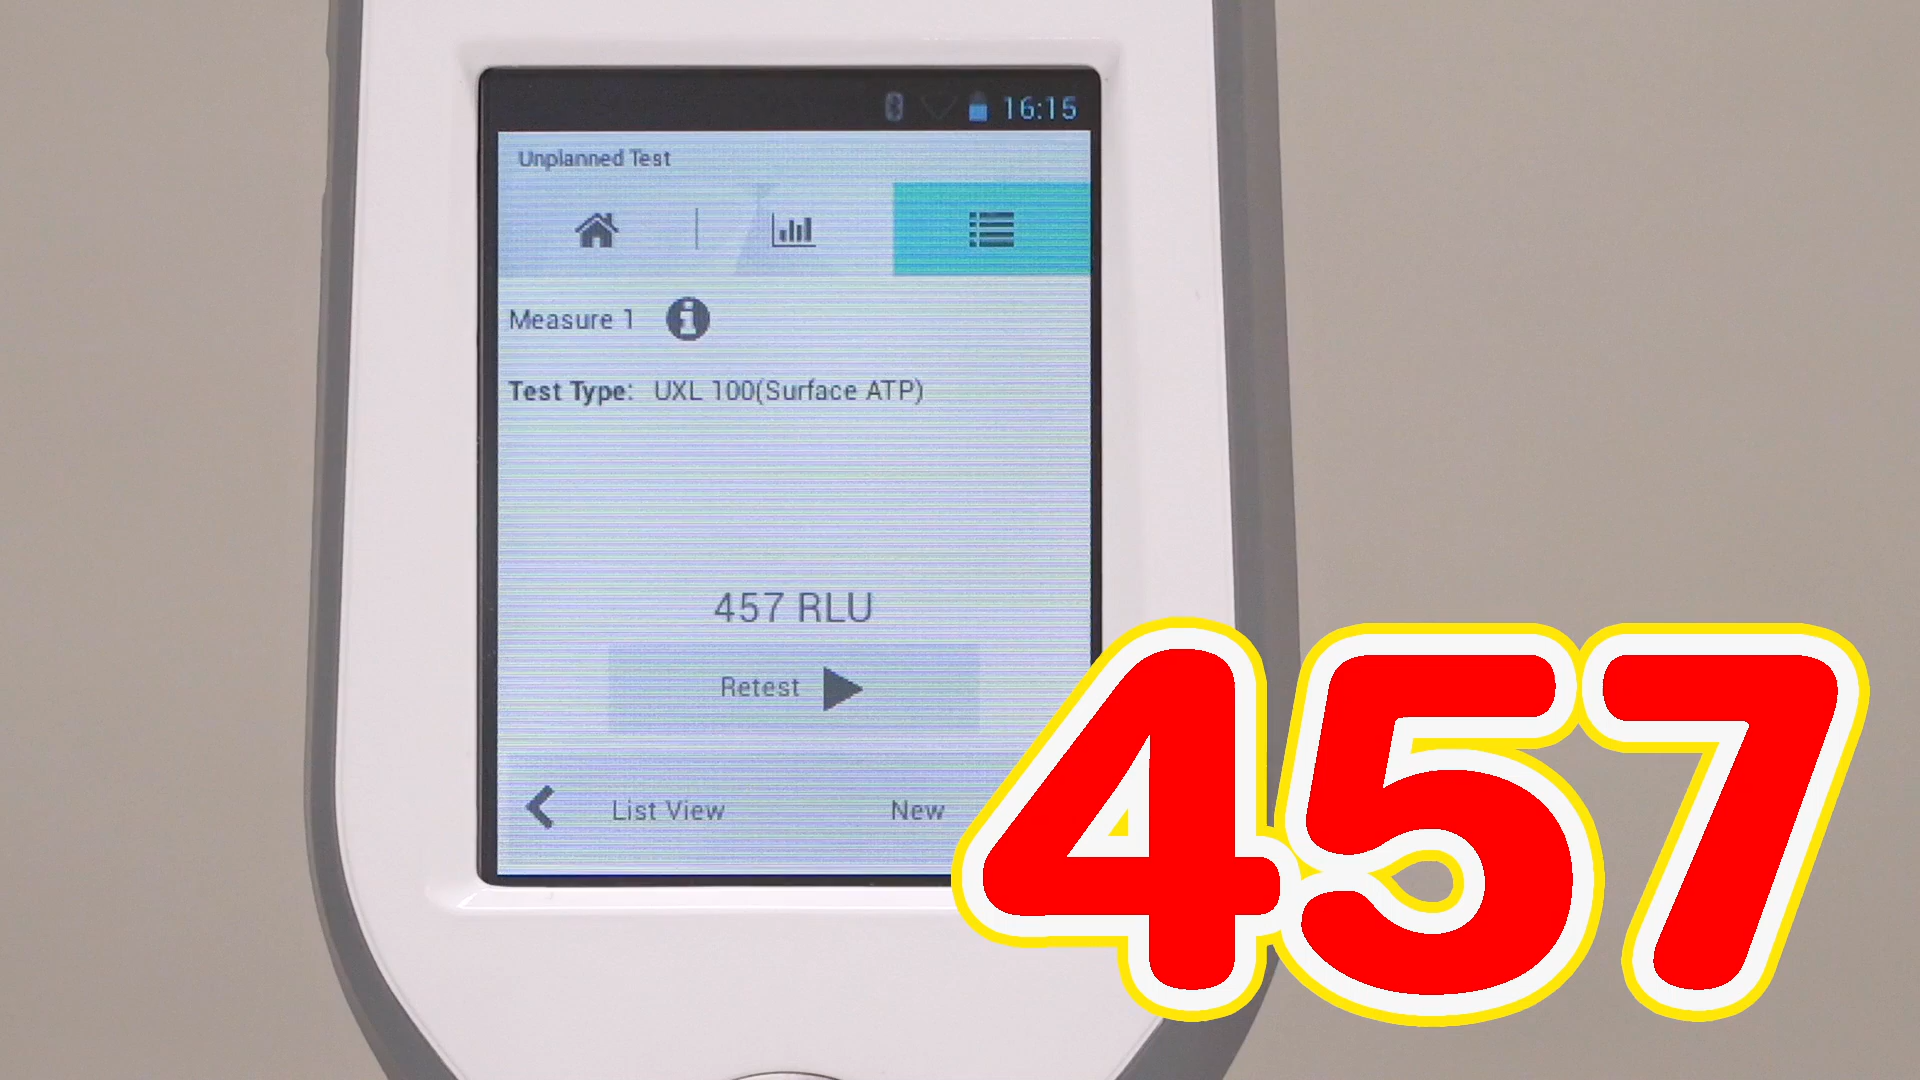 16:15
Unplanned Test
Measure 1
Test Type: UXL 100(Surface ATP)
457 RLU
Retest
List View New
457